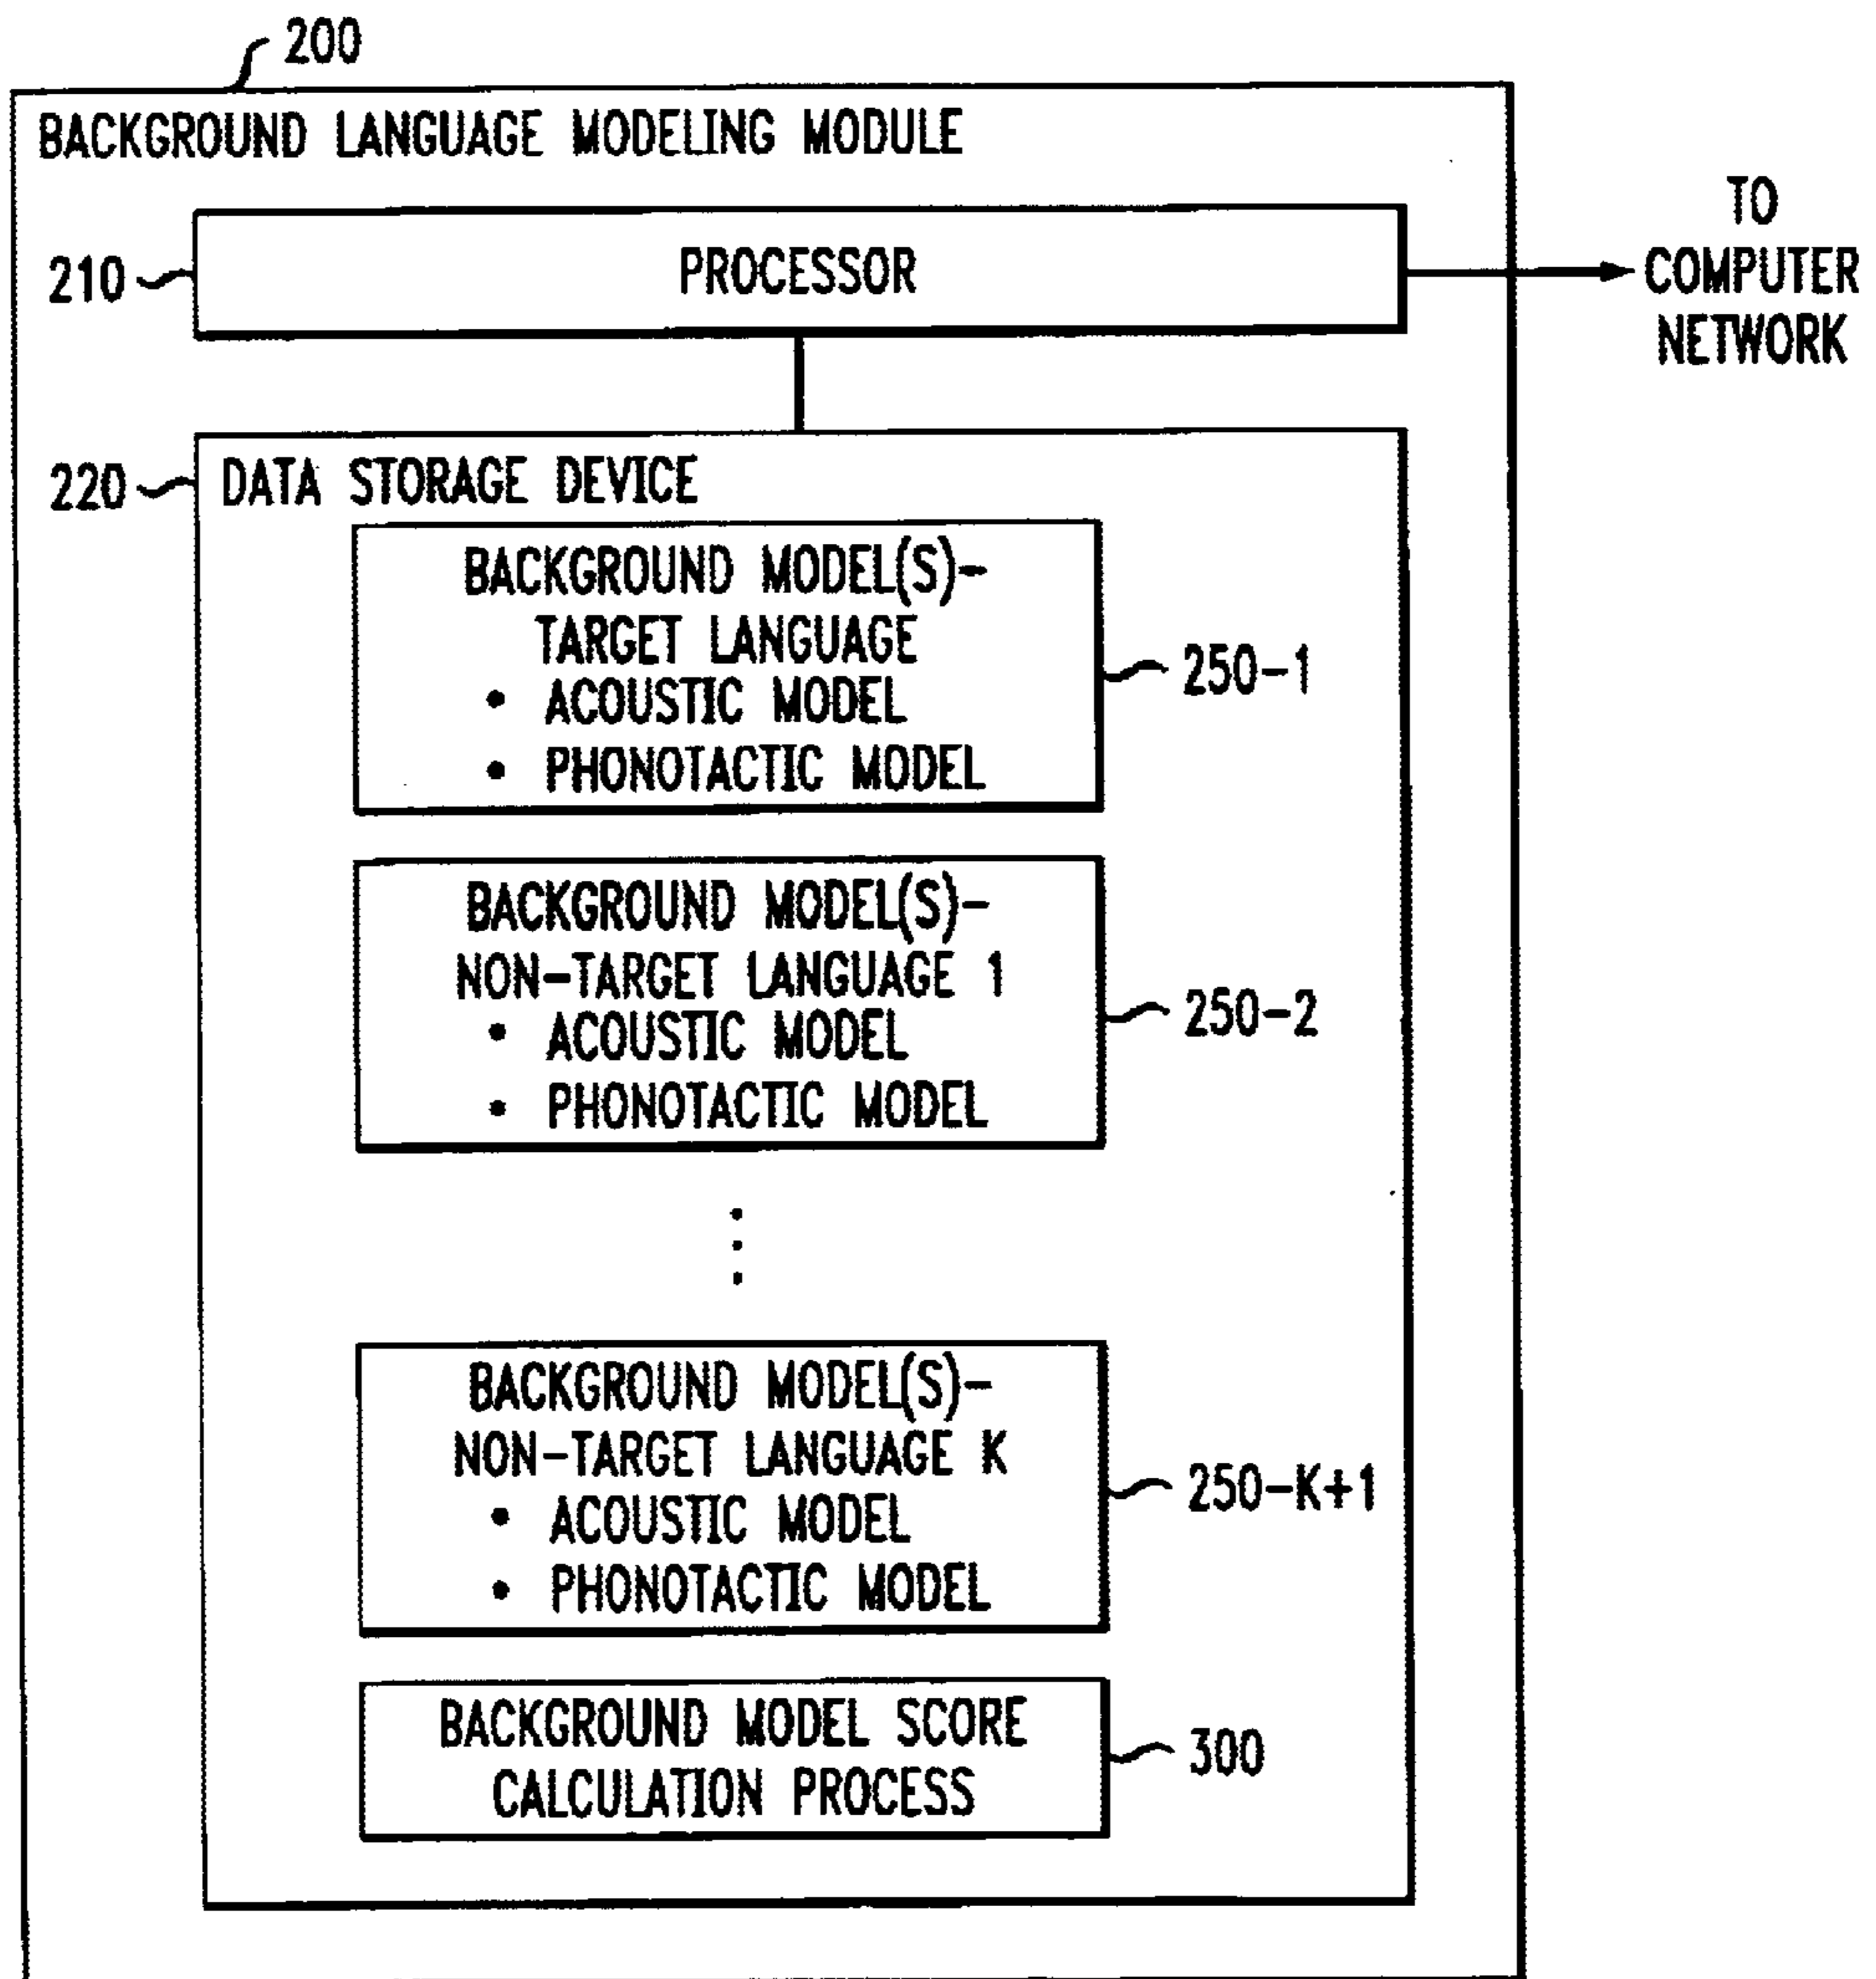 200
BACKGROUND LANGUAGE MODELING MODULE
210
PROCESSOR
TO
COMPUTER
NETWORK
220
DATA STORAGE DEVICE
BACKGROUND MODEL(S)-
TARGET LANGUAGE
• ACOUSTIC MODEL
• PHONOTACTIC MODEL
250-1
BACKGROUND MODEL(S)-
NON-TARGET LANGUAGE 1
• ACOUSTIC MODEL
• PHONOTACTIC MODEL
250-2
BACKGROUND MODEL(S)-
NON-TARGET LANGUAGE K
• ACOUSTIC MODEL
• PHONOTACTIC MODEL
250-K+1
BACKGROUND MODEL SCORE
CALCULATION PROCESS
300